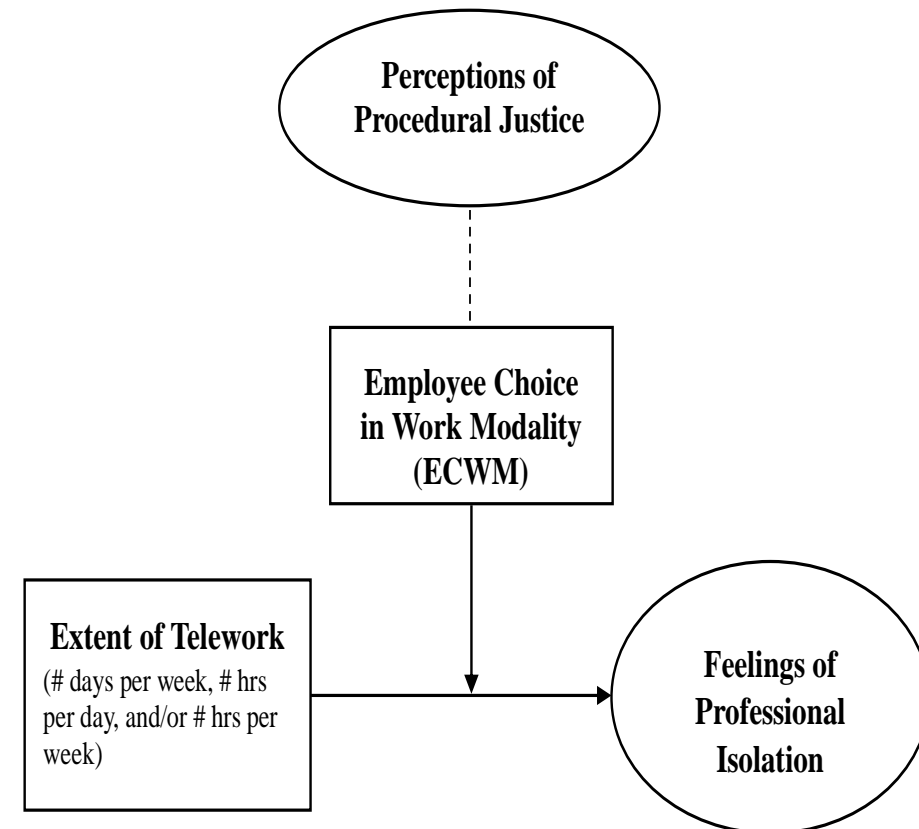 Perceptions of
Procedural Justice
Employee Choice
in Work Modality
(ECWM)
Extent of Telework
(# days per week, # hrs
per day, and/or # hrs per
week)
Feelings of
Professional
Isolation